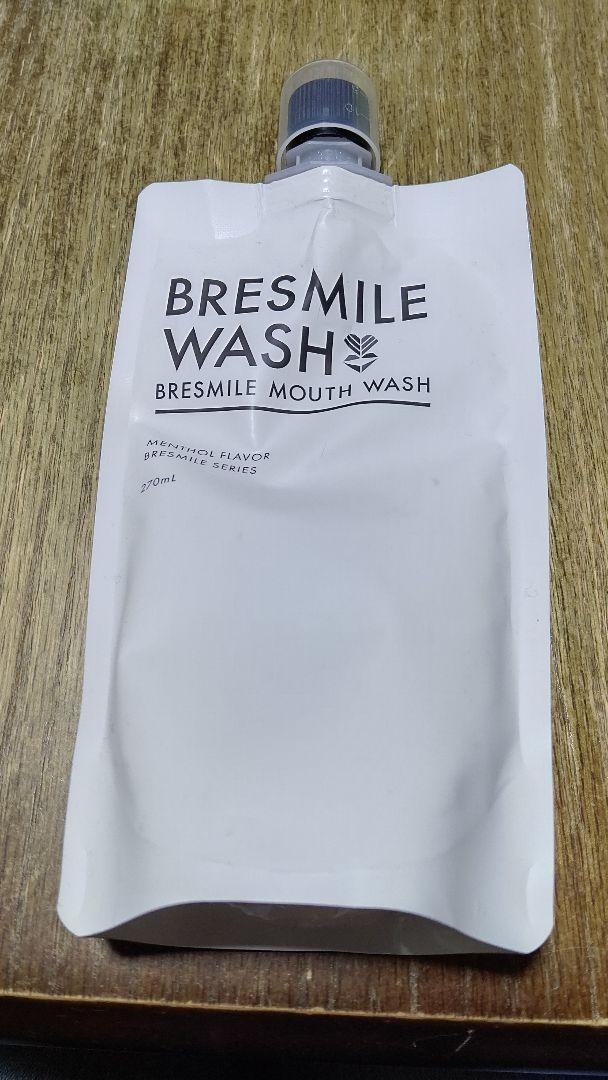 BRESMILE
WASH
BRESMILE MOUTH WASH
MENTHOL FLAVOR
BRESMILE SERIES
270mL